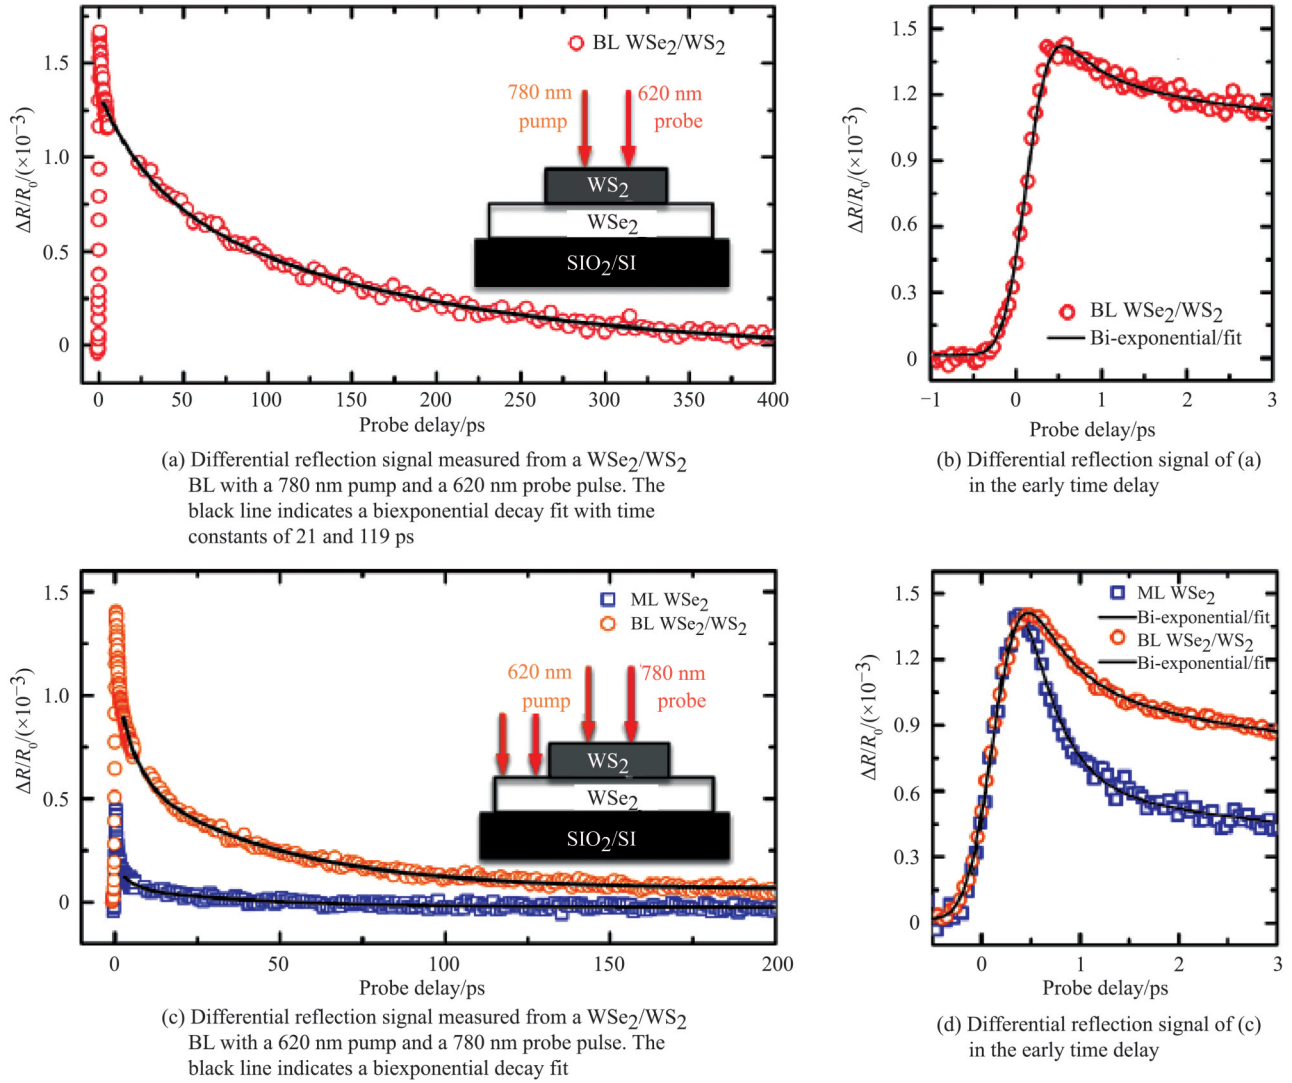 BL WSe2/WS2
780 nm
pump
620 nm
probe
WS2
WSe2
SIO2/SI
ΔR/R0/(×10−3)
1.5
1.0
0.5
0
0 50 100 150 200 250 300 350 400
Probe delay/ps
(a) Differential reflection signal measured from a WSe2/WS2
BL with a 780 nm pump and a 620 nm probe pulse. The
black line indicates a biexponential decay fit with time
constants of 21 and 119 ps
ΔR/R0/(×10−3)
1.5
1.2
1.4
0.6
0.3
0
BL WSe2/WS2
Bi-exponential/fit
−1 0 1 2 3
Probe delay/ps
(b) Differential reflection signal of (a)
in the early time delay
ML WSe2
BL WSe2/WS2
620 nm
pump
780 nm
probe
WS2
WSe2
SIO2/SI
ΔR/R0/(×10−3)
1.5
1.0
0.5
0
0 50 100 150 200
Probe delay/ps
(c) Differential reflection signal measured from a WSe2/WS2
BL with a 620 nm pump and a 780 nm probe pulse. The
black line indicates a biexponential decay fit
ML WSe2
Bi-exponential/fit
BL WSe2/WS2
Bi-exponential/fit
ΔR/R0/(×10−3)
1.5
1.2
0.9
0.6
0.3
0
0 1 2 3
Probe delay/ps
(d) Differential reflection signal of (c)
in the early time delay